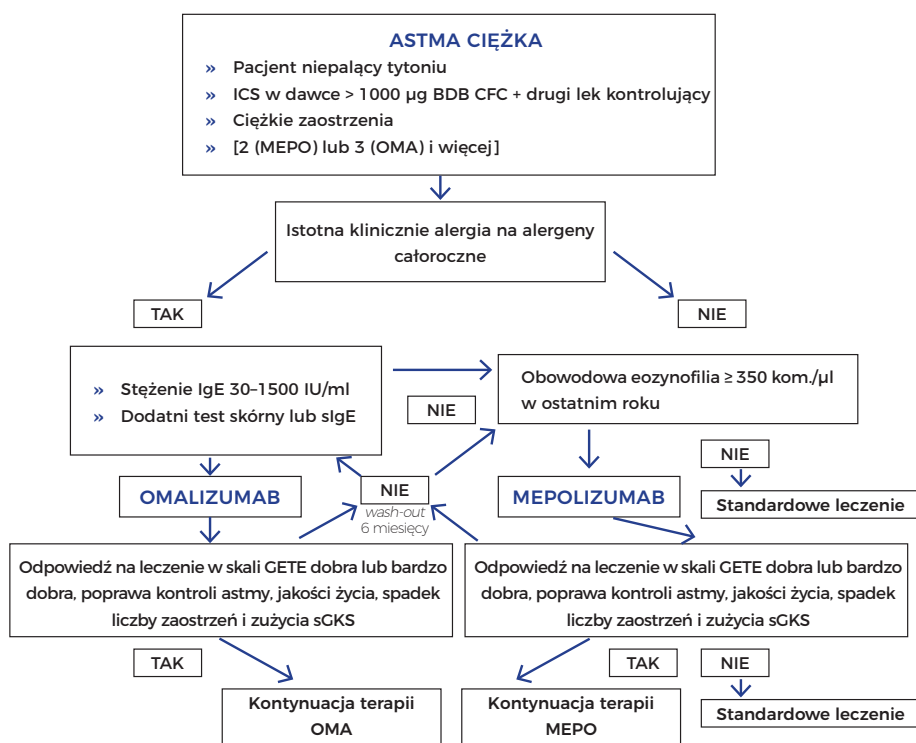 ASTMA CIĘŻKA
» Pacjent niepalący tytoniu
» ICS w dawce > 1000 µg BDB CFC + drugi lek kontrolujący
» Ciężkie zaostrzenia
» [2 (MEPO) lub 3 (OMA) i więcej]
Istotna klinicznie alergia na alergeny
całoroczne
TAK
NIE
» Stężenie IgE 30–1500 IU/ml
» Dodatni test skórny lub sIgE
NIE
Obowodowa eozynofilia ≥ 350 kom./µl
w ostatnim roku
OMALIZUMAB
NIE
wash-out
6 miesięcy
MEPOLIZUMAB
NIE
Standardowe leczenie
Odpowiedź na leczenie w skali GETE dobra lub bardzo
dobra, poprawa kontroli astmy, jakości życia, spadek
liczby zaostrzeń i zużycia sGKS
Odpowiedź na leczenie w skali GETE dobra lub bardzo
dobra, poprawa kontroli astmy, jakości życia, spadek
liczby zaostrzeń i zużycia sGKS
TAK
TAK
NIE
Kontynuacja terapii
OMA
Kontynuacja terapii
MEPO
Standardowe leczenie